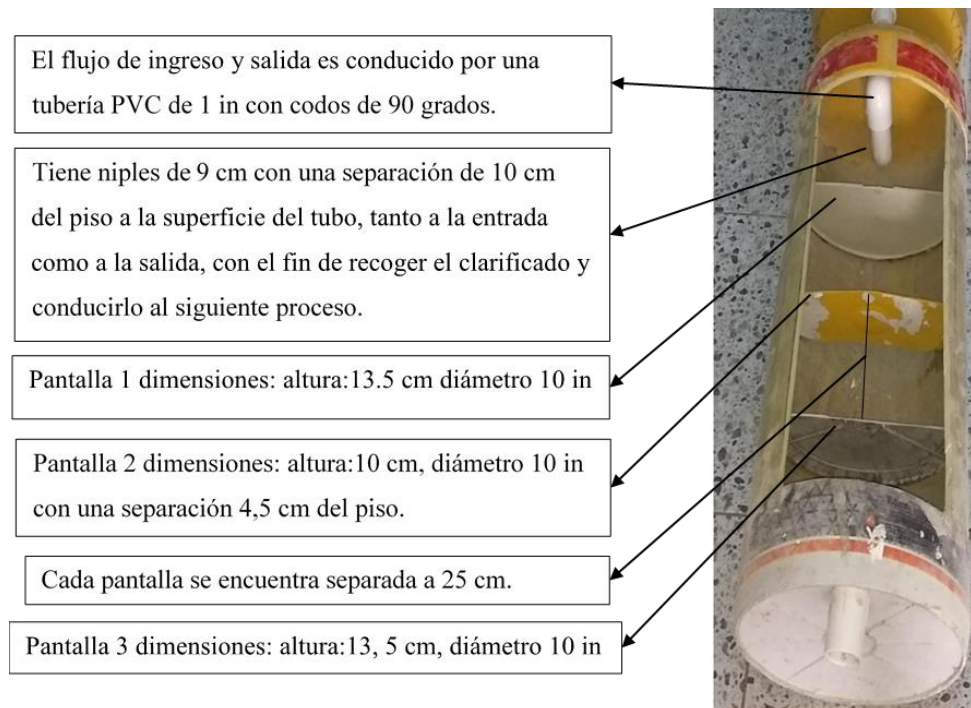 El flujo de ingreso y salida es conducido por una
tubería PVC de 1 in con codos de 90 grados.
Tiene niples de 9 cm con una separación de 10 cm
del piso a la superficie del tubo, tanto a la entrada
como a la salida, con el fin de recoger el clarificado y
conducirlo al siguiente proceso.
Pantalla 1 dimensiones: altura:13.5 cm diámetro 10 in
Pantalla 2 dimensiones: altura:10 cm, diámetro 10 in
con una separación 4,5 cm del piso.
Cada pantalla se encuentra separada a 25 cm.
Pantalla 3 dimensiones: altura:13, 5 cm, diámetro 10 in